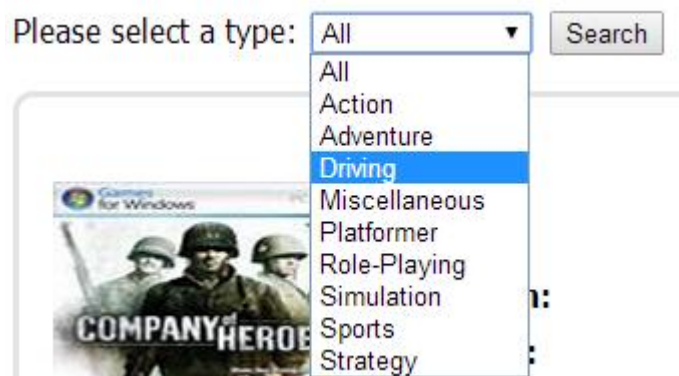 Please select a type: All Search
All
Action
Adventure
Driving
Miscellaneous
Platformer
Role-Playing
Simulation
Sports
Strategy
Games
for Windows
COMPANY of HEROE
n:
: